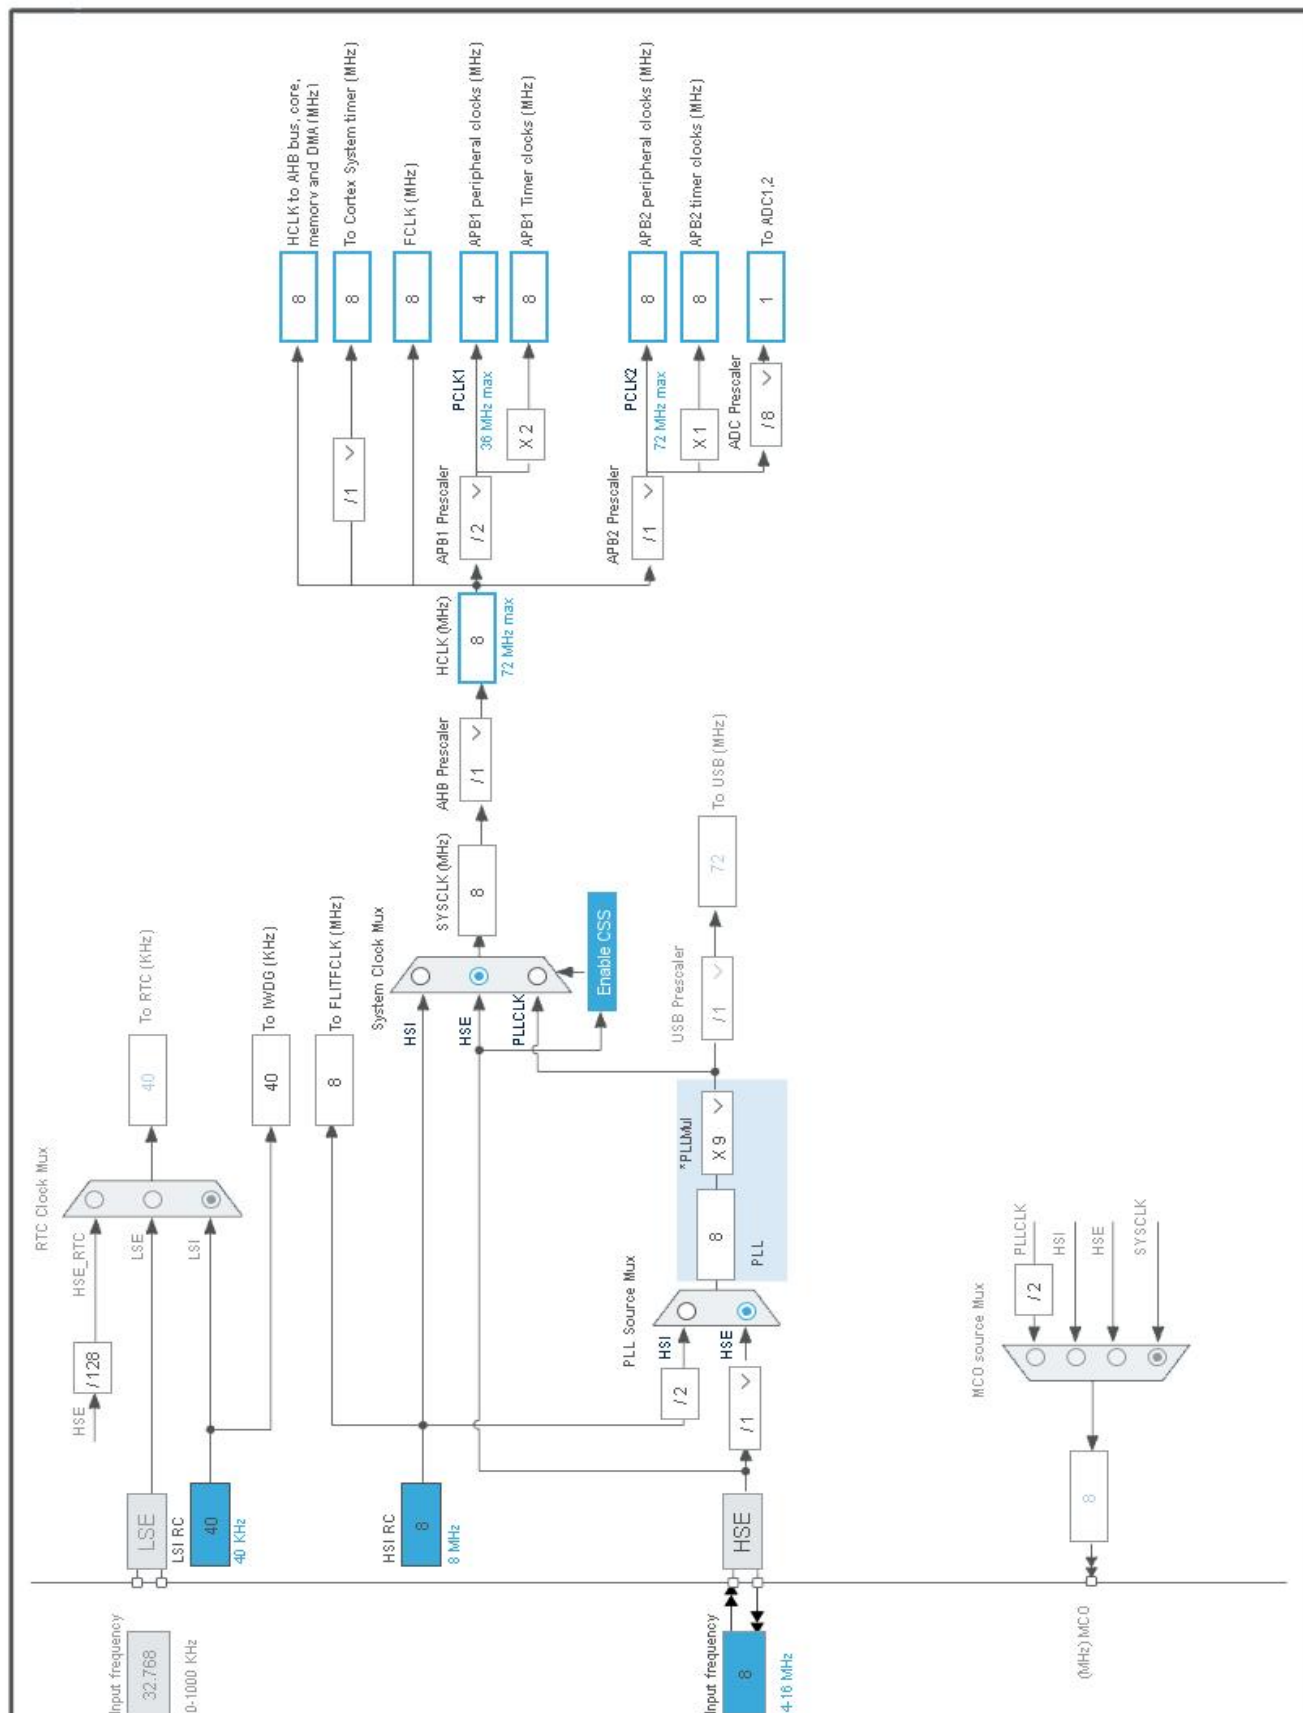 Input frequency
32.768
0-1000 KHz
LSE
LSI RC
40
40 KHz
HSE
/128
HSE_RTC
LSE
LSI
RTC Clock Mux
40
To RTC (KHz)
40
To IWDG (KHz)
8
To FLITFCLK (MHz)
HSI RC
8
8 MHz
System Clock Mux
HSI
HSE
PLLCLK
Enable CSS
SYSCLK (MHz)
8
AHB Prescaler
/ 1
HCLK (MHz)
8
72 MHz max
8
HCLK to AHB bus, core,
memory and DMA (MHz)
/ 1
8
To Cortex System timer (MHz)
8
FCLK (MHz)
APB1 Prescaler
/ 2
PCLK1
36 MHz max
4
APB1 peripheral clocks (MHz)
X 2
8
APB1 Timer clocks (MHz)
APB2 Prescaler
/ 1
PCLK2
72 MHz max
8
APB2 peripheral clocks (MHz)
X 1
8
APB2 timer clocks (MHz)
ADC Prescaler
/ 8
1
To ADC1,2
Input frequency
8
4-16 MHz
HSE
/ 2
/ 1
PLL Source Mux
HSI
HSE
8
*PLLMul
X 9
PLL
USB Prescaler
/ 1
72
To USB (MHz)
(MHz) MCO
8
MCO source Mux
/ 2
PLLCLK
HSI
HSE
SYSCLK